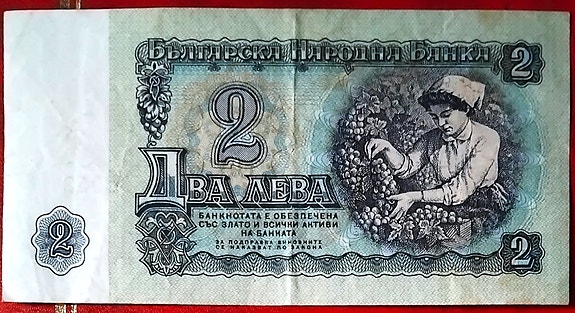 Българска Народна Банка 2
2
Два лева
БАНКНОТАТА Е ОБЕЗПЕЧЕНА
СЪС ЗЛАТО И ВСИЧКИ АКТИВИ
НА БАНКАТА
ЗА ПОДПРАВКА ВИНОВНИТЕ
СЕ НАКАЗВАТ ПО ЗАКОНА
2 2